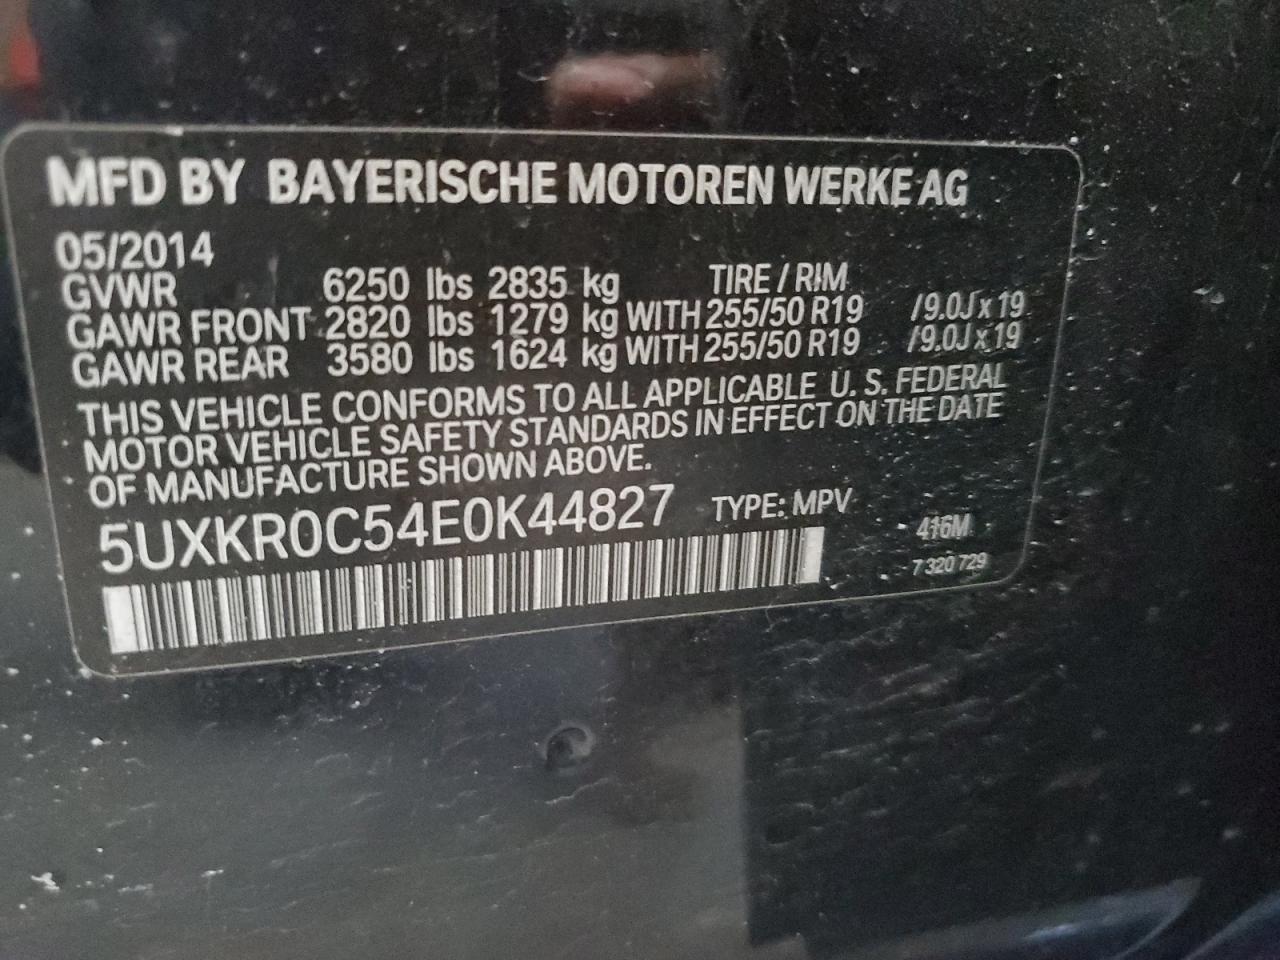 MFD BY BAYERISCHE MOTOREN WERKE AG
05/2014
GVWR 6250 lbs 2835 kg TIRE / RIM
GAWR FRONT 2820 lbs 1279 kg WITH 255/50 R19 /9.0J x 19
GAWR REAR 3580 lbs 1624 kg WITH 255/50 R19 /9.0J x 19
THIS VEHICLE CONFORMS TO ALL APPLICABLE U. S. FEDERAL
MOTOR VEHICLE SAFETY STANDARDS IN EFFECT ON THE DATE
OF MANUFACTURE SHOWN ABOVE.
5UXKR0C54E0K44827 TYPE: MPV
416M
7 320 729